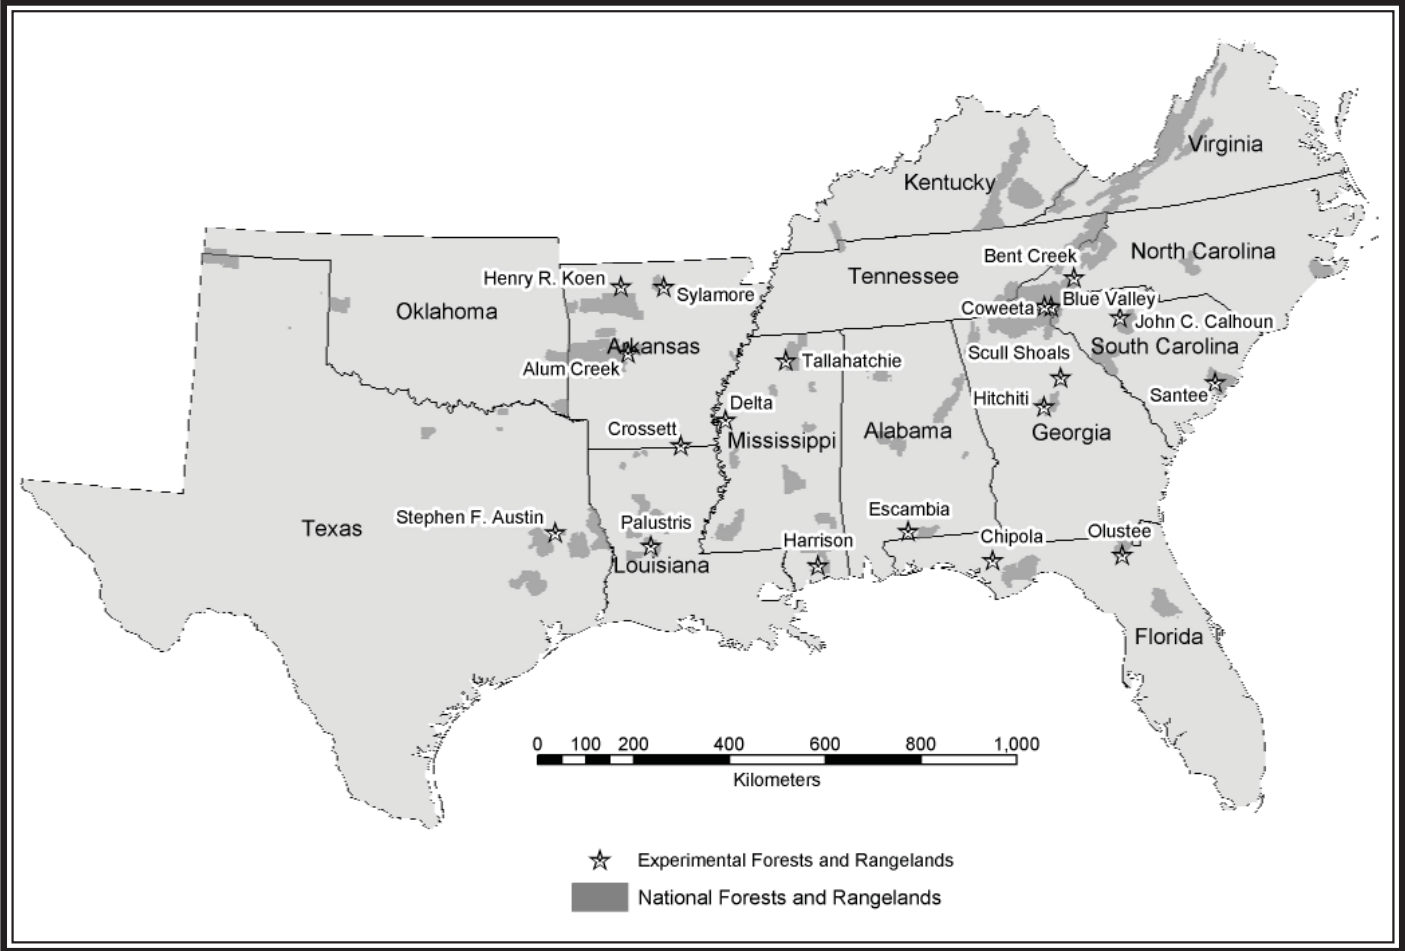 Virginia
Kentucky
North Carolina
Bent Creek
Tennessee
Henry R. Koen
Sylamore
Blue Valley
Coweeta
Oklahoma
John C. Calhoun
Arkansas
South Carolina
Scull Shoals
Tallahatchie
Alum Creek
Santee
Hitchiti
Delta
Crossett
Alabama
Georgia
Mississippi
Escambia
Stephen F. Austin
Palustris
Texas
Olustee
Chipola
Harrison
Louisiana
Florida
0 100 200 400 600 800 1,000
Kilometers
Experimental Forests and Rangelands
National Forests and Rangelands